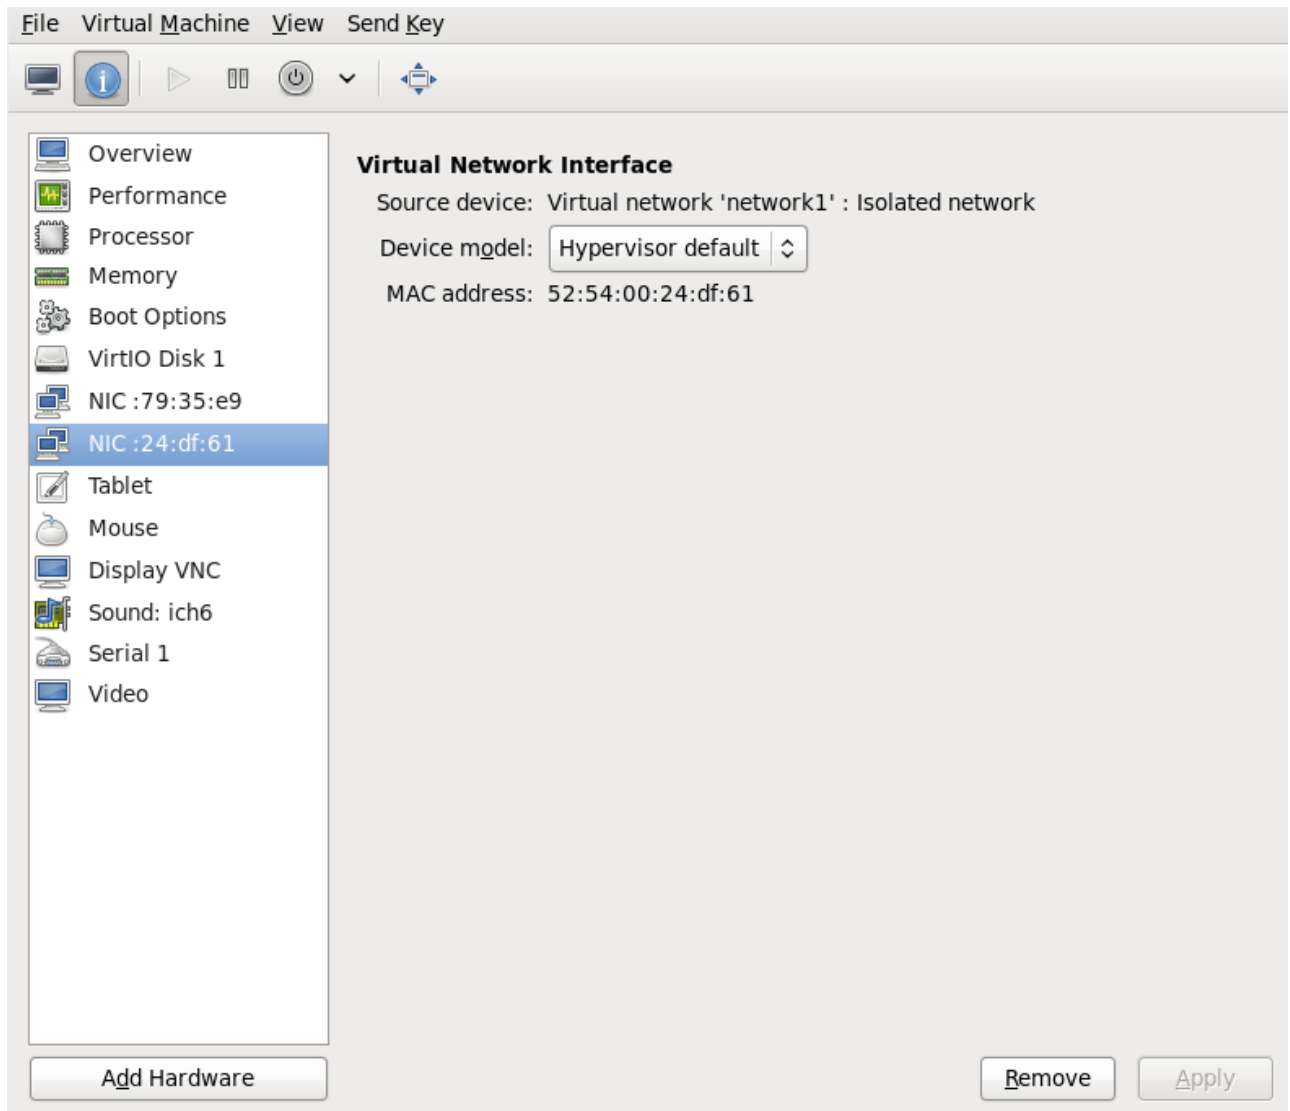 File Virtual Machine View Send Key
Overview
Performance
Processor
Memory
Boot Options
VirtIO Disk 1
NIC :79:35:e9
NIC :24:df:61
Tablet
Mouse
Display VNC
Sound: ich6
Serial 1
Video
Add Hardware
Virtual Network Interface
Source device: Virtual network 'network1' : Isolated network
Device model: Hypervisor default
MAC address: 52:54:00:24:df:61
Remove Apply